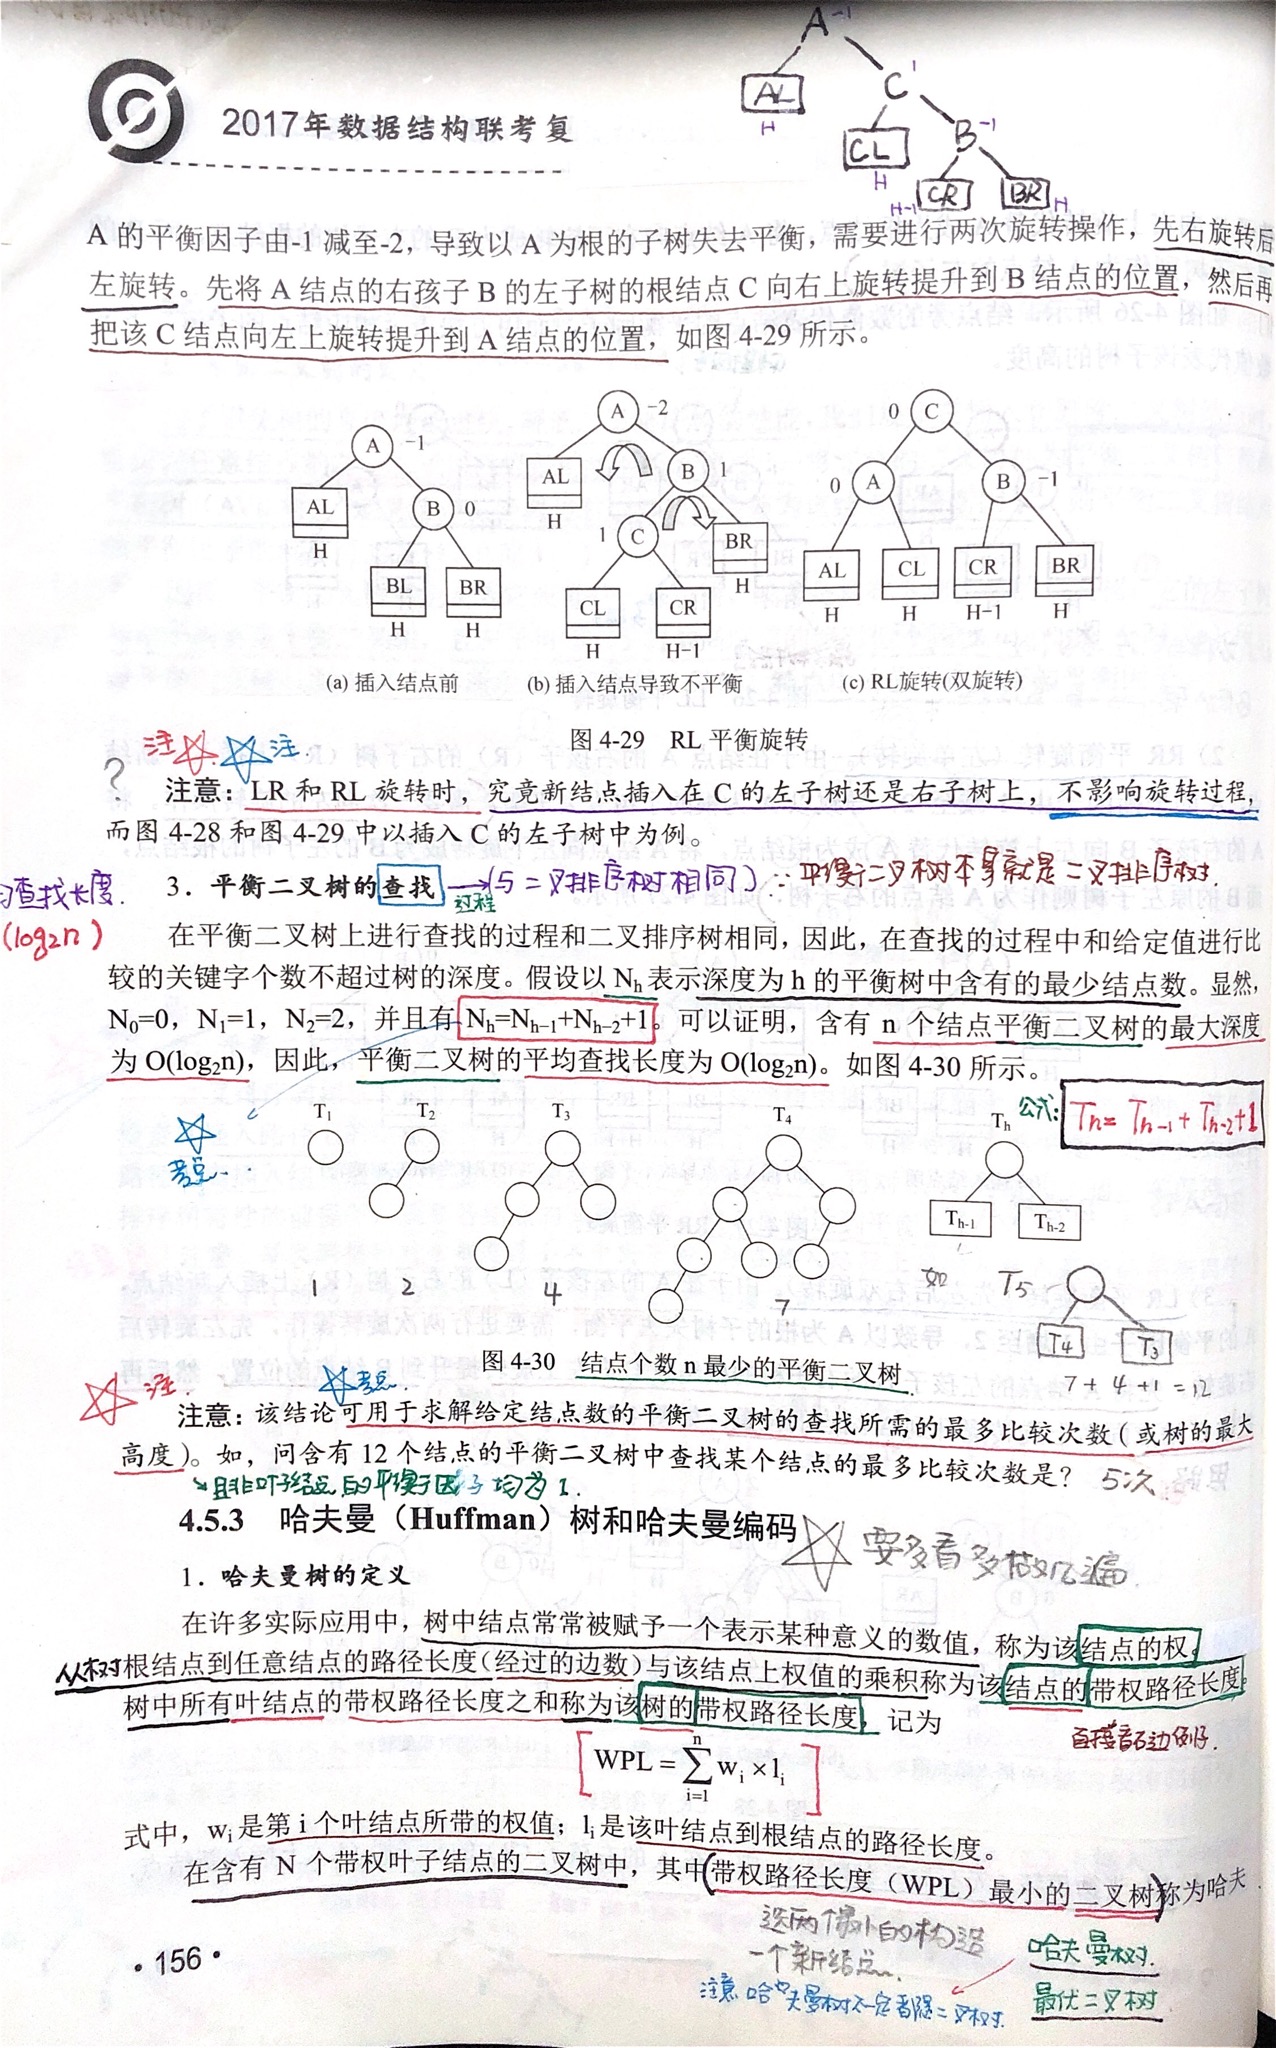 A -1
AL
H
C 1
CL
H
B -1
CR
H-1
BR
H
2017年数据结构联考复
A 的平衡因子由-1 减至-2，导致以 A 为根的子树失去平衡，需要进行两次旋转操作，先右旋转后
左旋转。先将 A 结点的右孩子 B 的左子树的根结点 C 向右上旋转提升到 B 结点的位置，然后再
把该 C 结点向左上旋转提升到 A 结点的位置，如图 4-29 所示。
A -1
AL
H
B 0
BL
H
BR
H
A -2
AL
H
B 1
1 C
BR
H
CL
H
CR
H-1
0 C
0 A
B -1
AL
H
CL
H
CR
H-1
BR
H
(a) 插入结点前
(b) 插入结点导致不平衡
(c) RL旋转(双旋转)
图 4-29 RL 平衡旋转
注
注
?
注意：LR 和 RL 旋转时，究竟新结点插入在 C 的左子树还是右子树上，不影响旋转过程，
而图 4-28 和图 4-29 中以插入 C 的左子树中为例。
3．平衡二叉树的查找
过程
(与二叉排序树相同) ∵平衡二叉树本身就是二叉排序树.
查找长度.
(log₂n)
在平衡二叉树上进行查找的过程和二叉排序树相同，因此，在查找的过程中和给定值进行比
较的关键字个数不超过树的深度。假设以 Nₕ 表示深度为 h 的平衡树中含有的最少结点数。显然，
N₀=0，N₁=1，N₂=2，并且有 Nₕ=Nₕ₋₁+Nₕ₋₂+1。可以证明，含有 n 个结点平衡二叉树的最大深度
为 O(log₂n)，因此，平衡二叉树的平均查找长度为 O(log₂n)。如图 4-30 所示。
公式: Tₕ= Tₕ₋₁ + Tₕ₋₂+1
考点
T₁
T₂
T₃
T₄
Tₕ
Tₕ₋₁
Tₕ₋₂
1
2
4
7
如 T₅
T₄
T₃
7 + 4 + 1 = 12
图 4-30 结点个数 n 最少的平衡二叉树
注.
考点.
注意：该结论可用于求解给定结点数的平衡二叉树的查找所需的最多比较次数（或树的最大
高度）。如，问含有 12 个结点的平衡二叉树中查找某个结点的最多比较次数是？ 5次
且非叶子结点的平衡因子均为1.
4.5.3 哈夫曼（Huffman）树和哈夫曼编码
要多看多做几遍.
1．哈夫曼树的定义
在许多实际应用中，树中结点常常被赋予一个表示某种意义的数值，称为该结点的权。
从树根结点到任意结点的路径长度（经过的边数）与该结点上权值的乘积称为该结点的带权路径长度。
树中所有叶结点的带权路径长度之和称为该树的带权路径长度，记为
直接看右边例子.
WPL = ∑ⁿᵢ₌₁ wᵢ × lᵢ
式中，wᵢ 是第 i 个叶结点所带的权值；lᵢ 是该叶结点到根结点的路径长度。
在含有 N 个带权叶子结点的二叉树中，其中带权路径长度（WPL）最小的二叉树称为哈夫
选两个最小的构造
一个新结点.
哈夫曼树.
最优二叉树
注意 哈夫曼树不一定是 二叉树.
·156·